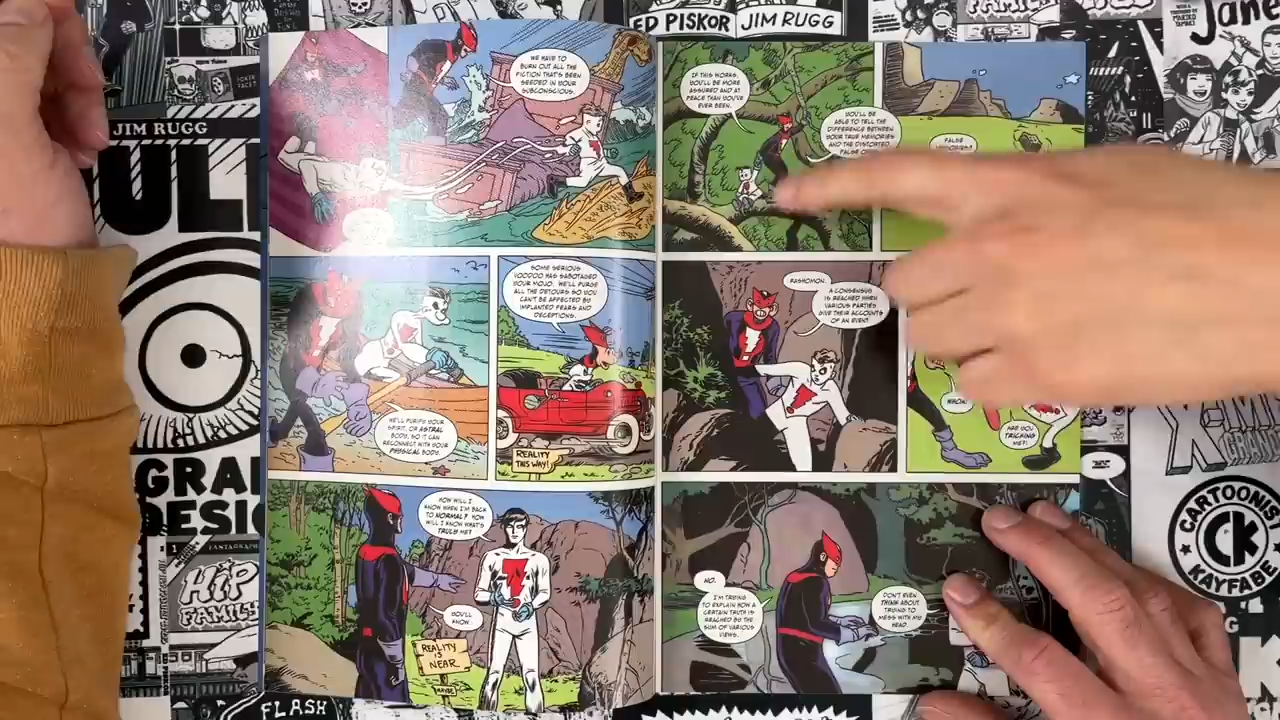 ED PISKOR
JIM RUGG
Jane
JIM RUGG
GRA
DESI
HIP
FAMILY
FLASH
CARTOONIST
CK
KAYFABE
X-M
GRAN
WE HAVE TO
BURN OUT ALL THE
FICTION THAT'S BEEN
SEEDED IN YOUR
SUBCONSCIOUS.
WE'LL PURIFY YOUR
SPIRIT, OR ASTRAL
BODY, SO IT CAN
RECONNECT WITH YOUR
PHYSICAL BODY.
SOME SERIOUS
VOODOO HAS SABOTAGED
YOUR MOJO. WE'LL PURGE
ALL THE DETOURS SO YOU
CAN'T BE AFFECTED BY
IMPLANTED FEARS AND
DECEPTIONS.
REALITY
THIS WAY!
HOW WILL I
KNOW WHEN I'M BACK
TO NORMAL? HOW
WILL I KNOW WHAT'S
TRULY ME?
YOU'LL
KNOW.
REALITY
IS
NEAR
MAYBE
IF THIS WORKS,
YOU'LL BE MORE
ASSURED AND AT
PEACE THAN YOU'VE
EVER BEEN.
YOU'LL BE
ABLE TO TELL THE
DIFFERENCE BETWEEN
YOUR TRUE MEMORIES
AND THE DISTORTED,
FALSE
FALSE
RASHOMON.
A CONSENSUS
IS REACHED WHEN
VARIOUS PARTIES
GIVE THEIR ACCOUNTS
OF AN EVENT.
WHOA.
ARE YOU
TRICKING
ME?
NO.
I'M TRYING
TO EXPLAIN HOW A
CERTAIN TRUTH IS
REACHED BY THE
SUM OF VARIOUS
VIEWS.
DON'T EVEN
THINK ABOUT
TRYING TO
MESS WITH MY
HEAD.